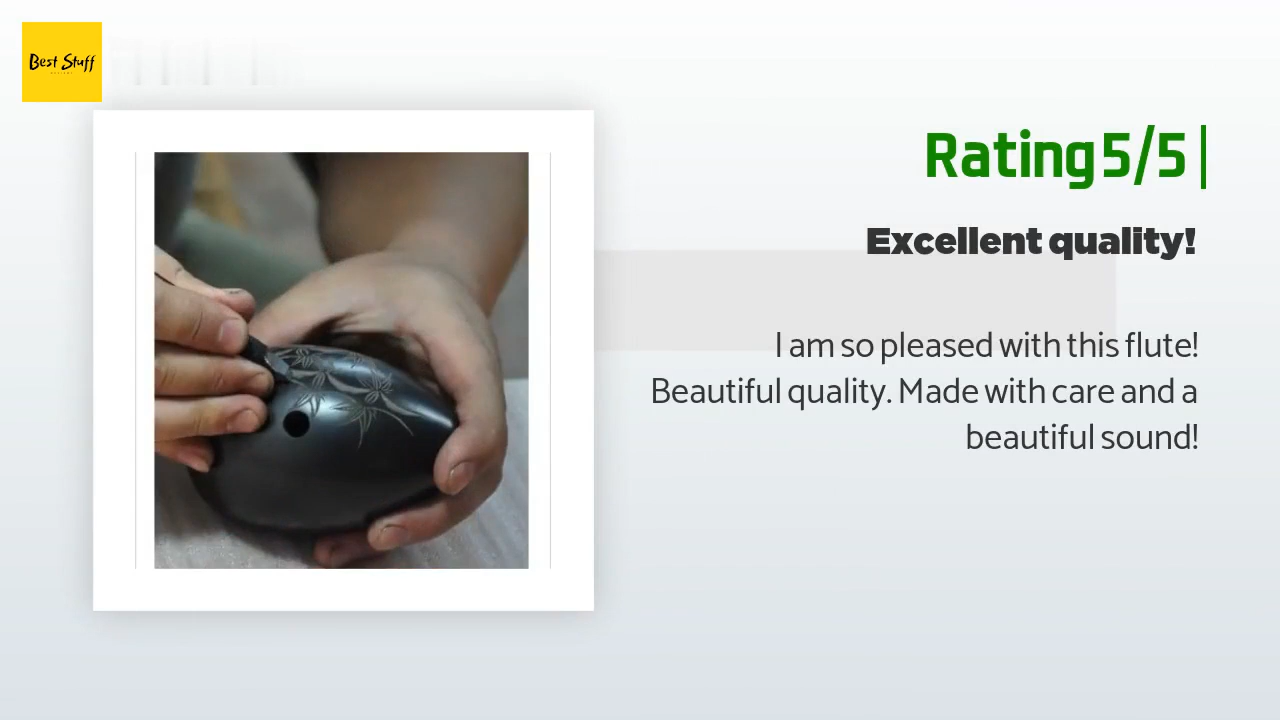 Best Stuff
Rating 5/5
Excellent quality!
I am so pleased with this flute!
Beautiful quality. Made with care and a
beautiful sound!